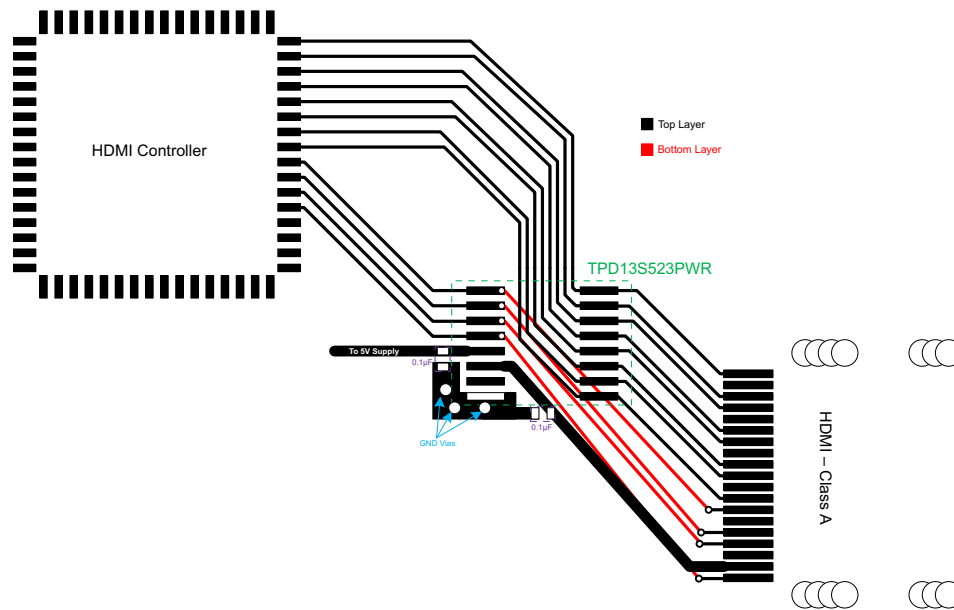 HDMI Controller
Top Layer
Bottom Layer
TPD13S523PWR
To 5V Supply
0.1µF
0.1µF
GND Vias
HDMI – Class A